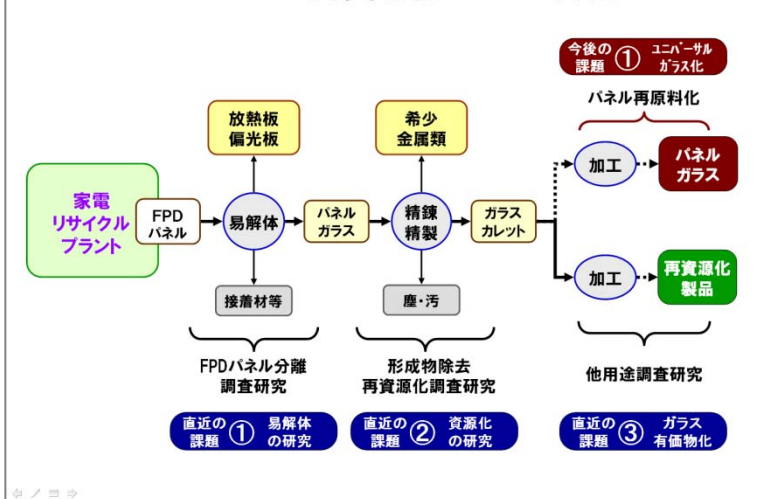 今後の課題 ① ユニバーサルガラス化
パネル再原料化
放熱板
偏光板
希少
金属類
加工
パネル
ガラス
家電
リサイクル
プラント
FPD
パネル
易解体
パネル
ガラス
精錬
精製
ガラス
カレット
加工
再資源化
製品
接着材等
塵・汚
FPDパネル分離
調査研究
形成物除去
再資源化調査研究
他用途調査研究
直近の課題 ① 易解体の研究
直近の課題 ② 資源化の研究
直近の課題 ③ ガラス有価物化